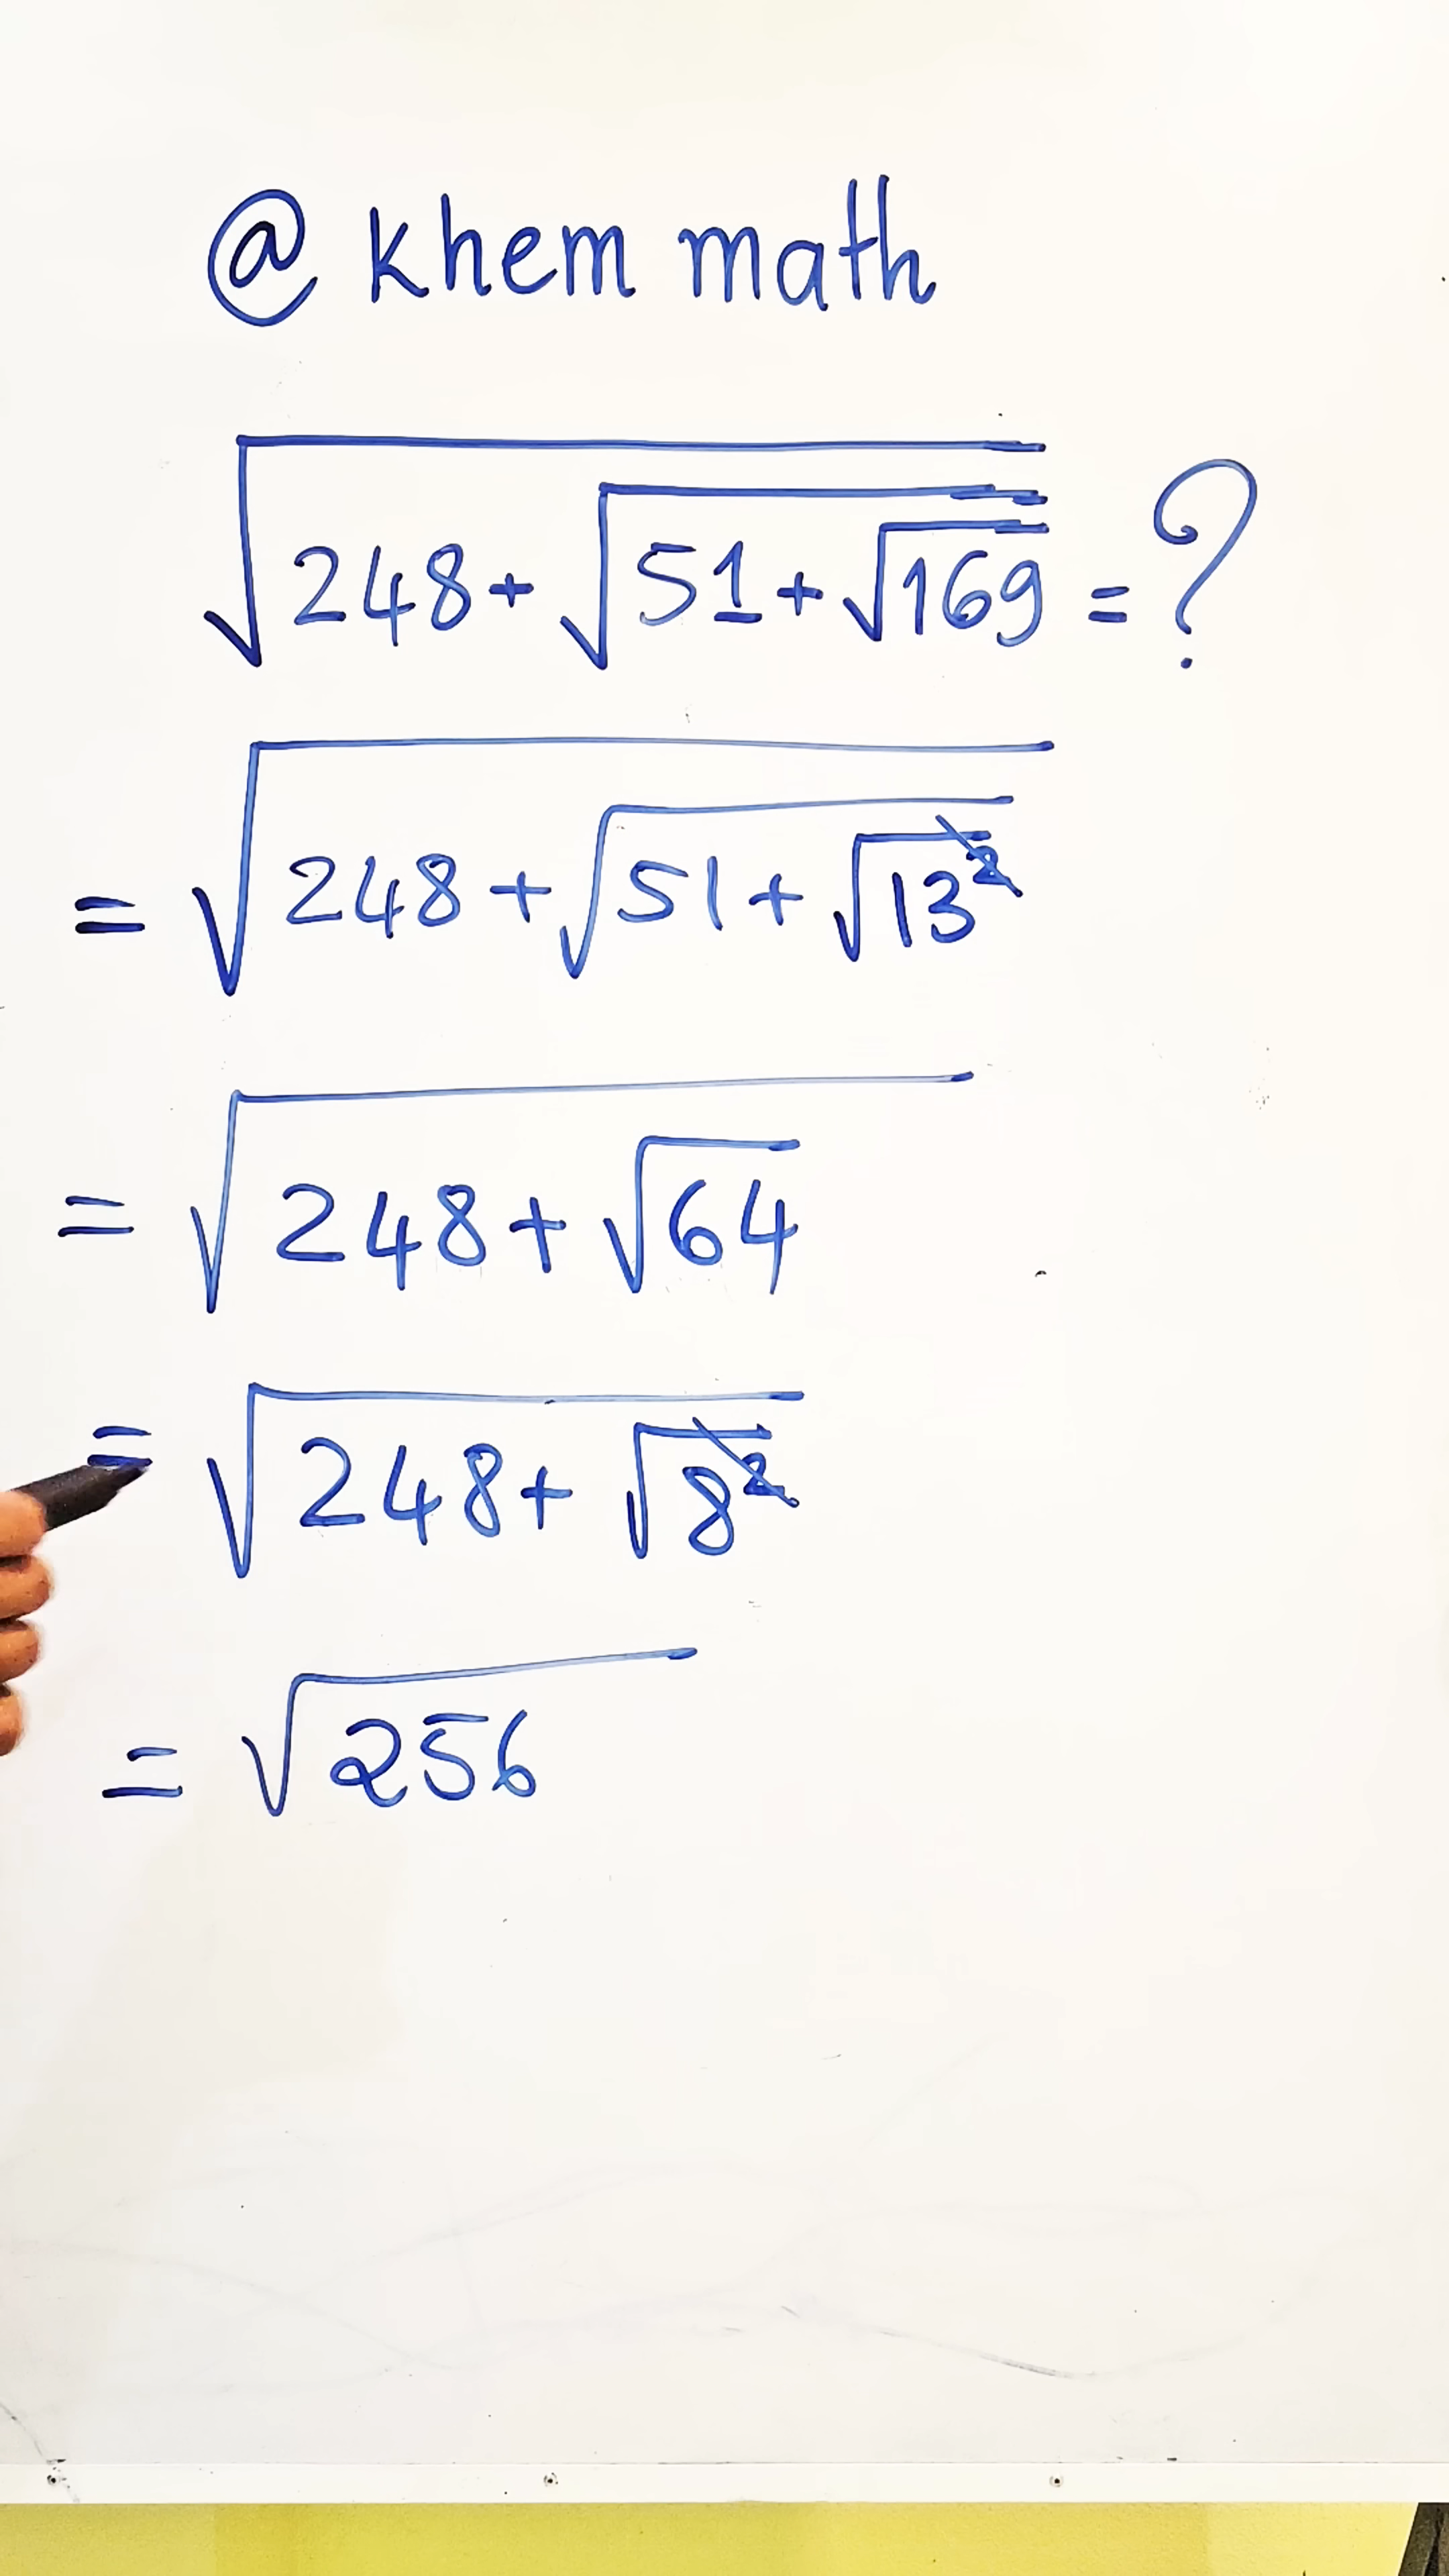 @ khem math
√(248+√(51+√169)) = ?
= √(248+√(51+√13²))
= √(248+√64)
= √(248+√8²)
= √256